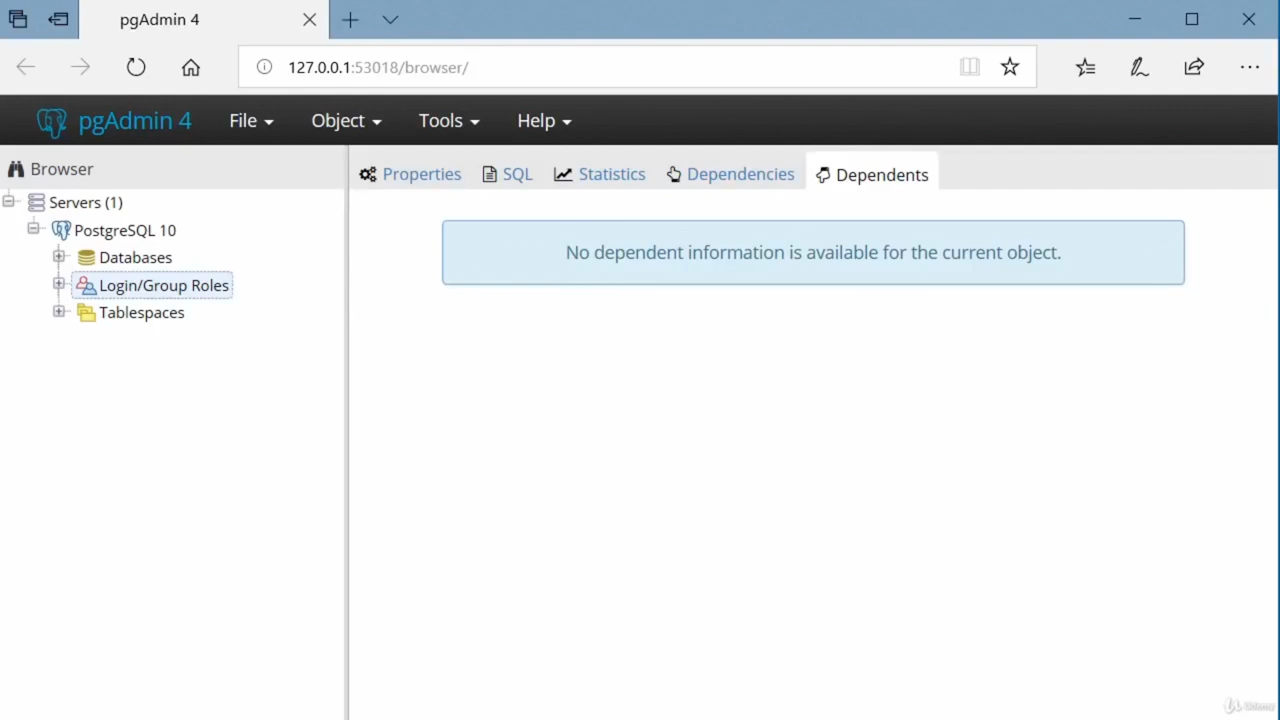 pgAdmin 4
127.0.0.1:53018/browser/
pgAdmin 4 File Object Tools Help
Browser
Properties SQL Statistics Dependencies Dependents
Servers (1)
PostgreSQL 10
Databases
Login/Group Roles
Tablespaces
No dependent information is available for the current object.
Udemy